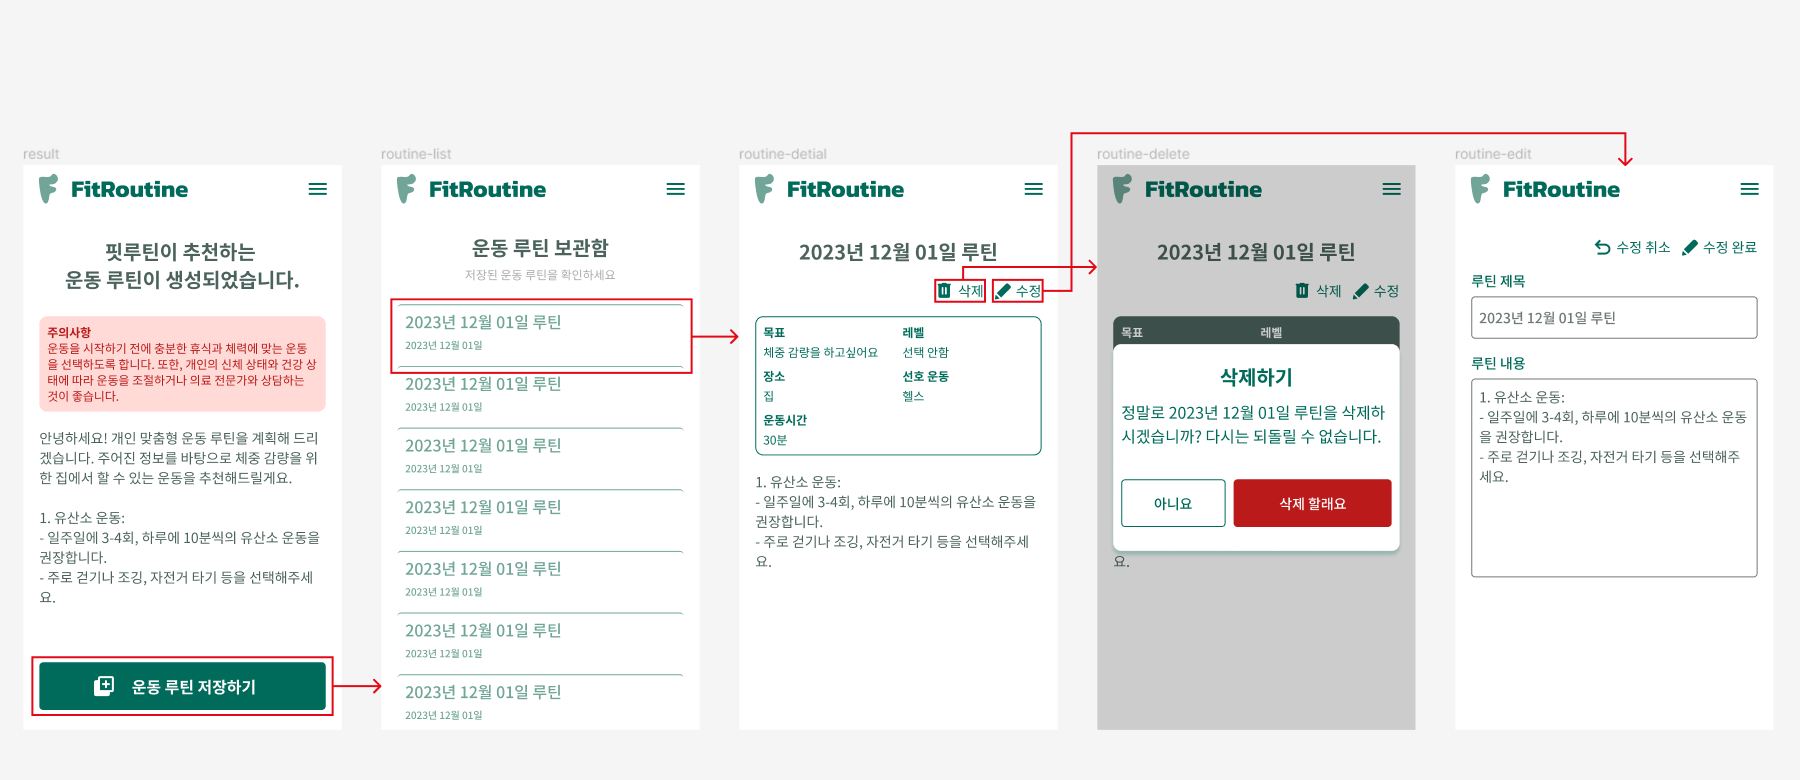 result
FitRoutine
핏루틴이 추천하는
운동 루틴이 생성되었습니다.
주의사항
운동을 시작하기 전에 충분한 휴식과 체력에 맞는 운동
을 선택하도록 합니다. 또한, 개인의 신체 상태와 건강 상
태에 따라 운동을 조절하거나 의료 전문가와 상담하는
것이 좋습니다.
안녕하세요! 개인 맞춤형 운동 루틴을 계획해 드리
겠습니다. 주어진 정보를 바탕으로 체중 감량을 위
한 집에서 할 수 있는 운동을 추천해드릴게요.
1. 유산소 운동:
- 일주일에 3-4회, 하루에 10분씩의 유산소 운동을
권장합니다.
- 주로 걷기나 조깅, 자전거 타기 등을 선택해주세
요.
운동 루틴 저장하기
routine-list
FitRoutine
운동 루틴 보관함
저장된 운동 루틴을 확인하세요
2023년 12월 01일 루틴
2023년 12월 01일
2023년 12월 01일 루틴
2023년 12월 01일
2023년 12월 01일 루틴
2023년 12월 01일
2023년 12월 01일 루틴
2023년 12월 01일
2023년 12월 01일 루틴
2023년 12월 01일
2023년 12월 01일 루틴
2023년 12월 01일
2023년 12월 01일 루틴
2023년 12월 01일
routine-detial
FitRoutine
2023년 12월 01일 루틴
삭제 수정
목표 레벨
체중 감량을 하고싶어요 선택 안함
장소 선호 운동
집 헬스
운동시간
30분
1. 유산소 운동:
- 일주일에 3-4회, 하루에 10분씩의 유산소 운동을
권장합니다.
- 주로 걷기나 조깅, 자전거 타기 등을 선택해주세
요.
routine-delete
FitRoutine
2023년 12월 01일 루틴
삭제 수정
목표 레벨
삭제하기
정말로 2023년 12월 01일 루틴을 삭제하
시겠습니까? 다시는 되돌릴 수 없습니다.
아니요 삭제 할래요
요.
routine-edit
FitRoutine
수정 취소 수정 완료
루틴 제목
2023년 12월 01일 루틴
루틴 내용
1. 유산소 운동:
- 일주일에 3-4회, 하루에 10분씩의 유산소 운동
을 권장합니다.
- 주로 걷기나 조깅, 자전거 타기 등을 선택해주
세요.